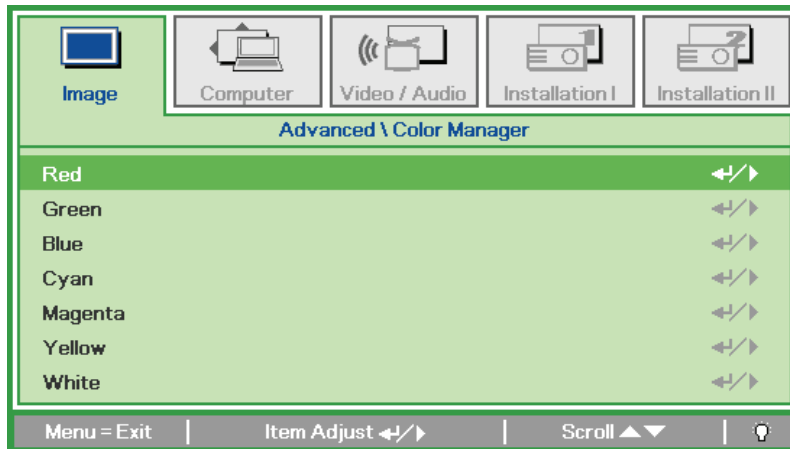 Image Computer Video / Audio Installation I Installation II
Advanced \ Color Manager
Red
Green
Blue
Cyan
Magenta
Yellow
White
Menu = Exit Item Adjust Scroll